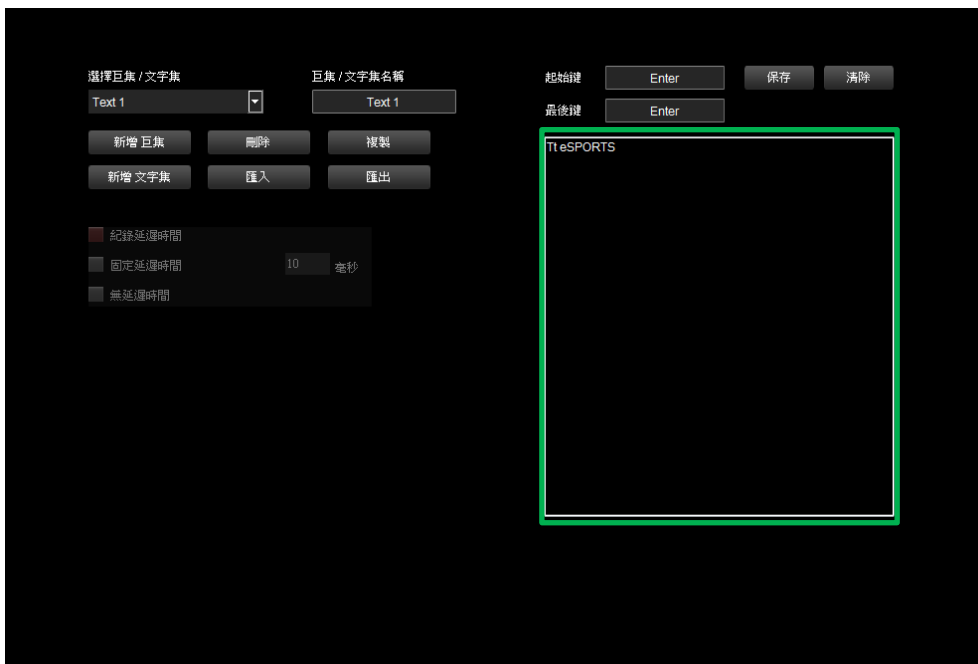 選擇巨集 / 文字集
Text 1
巨集 / 文字集名稱
Text 1
新增 巨集
刪除
複製
新增 文字集
匯入
匯出
紀錄延遲時間
固定延遲時間
10
毫秒
無延遲時間
起始鍵
Enter
保存
清除
最後鍵
Enter
Tt eSPORTS